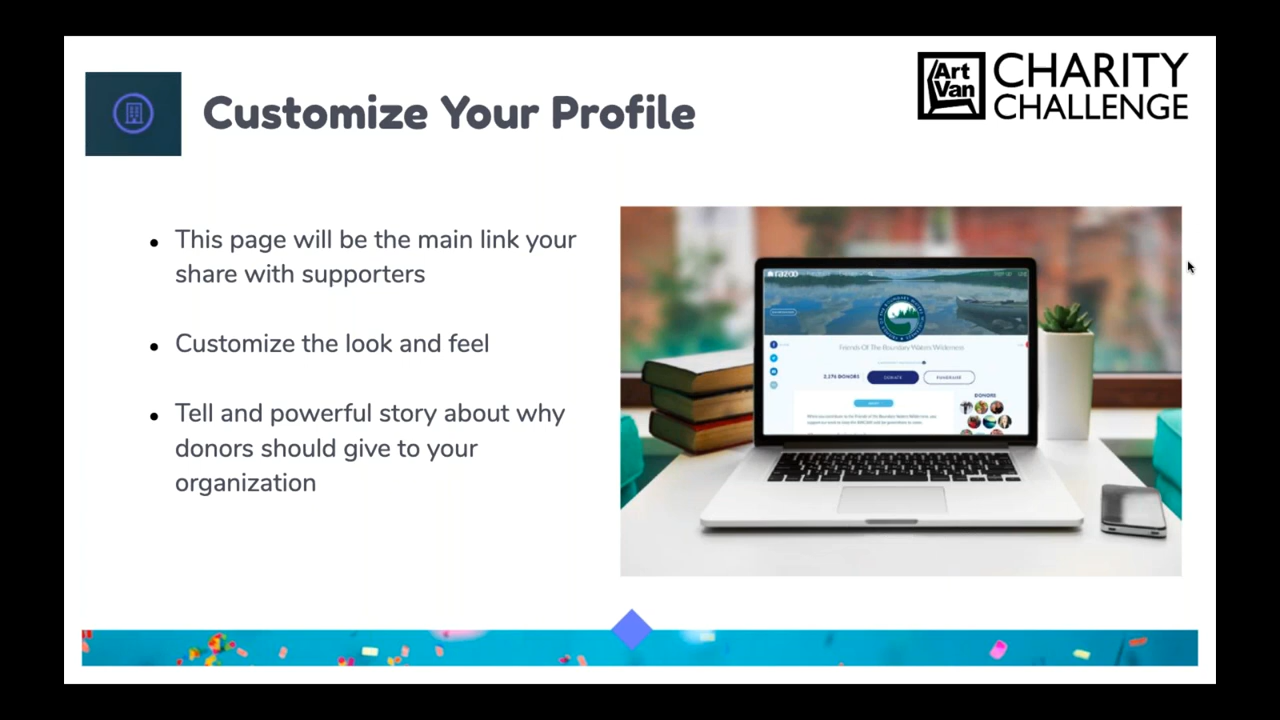 Customize Your Profile
Art
Van
CHARITY
CHALLENGE
This page will be the main link your
share with supporters
Customize the look and feel
Tell and powerful story about why
donors should give to your
organization
razoo
Friends Of The Boundary Waters Wilderness
DONORS
DONATE
FUNDRAISE
DONORS